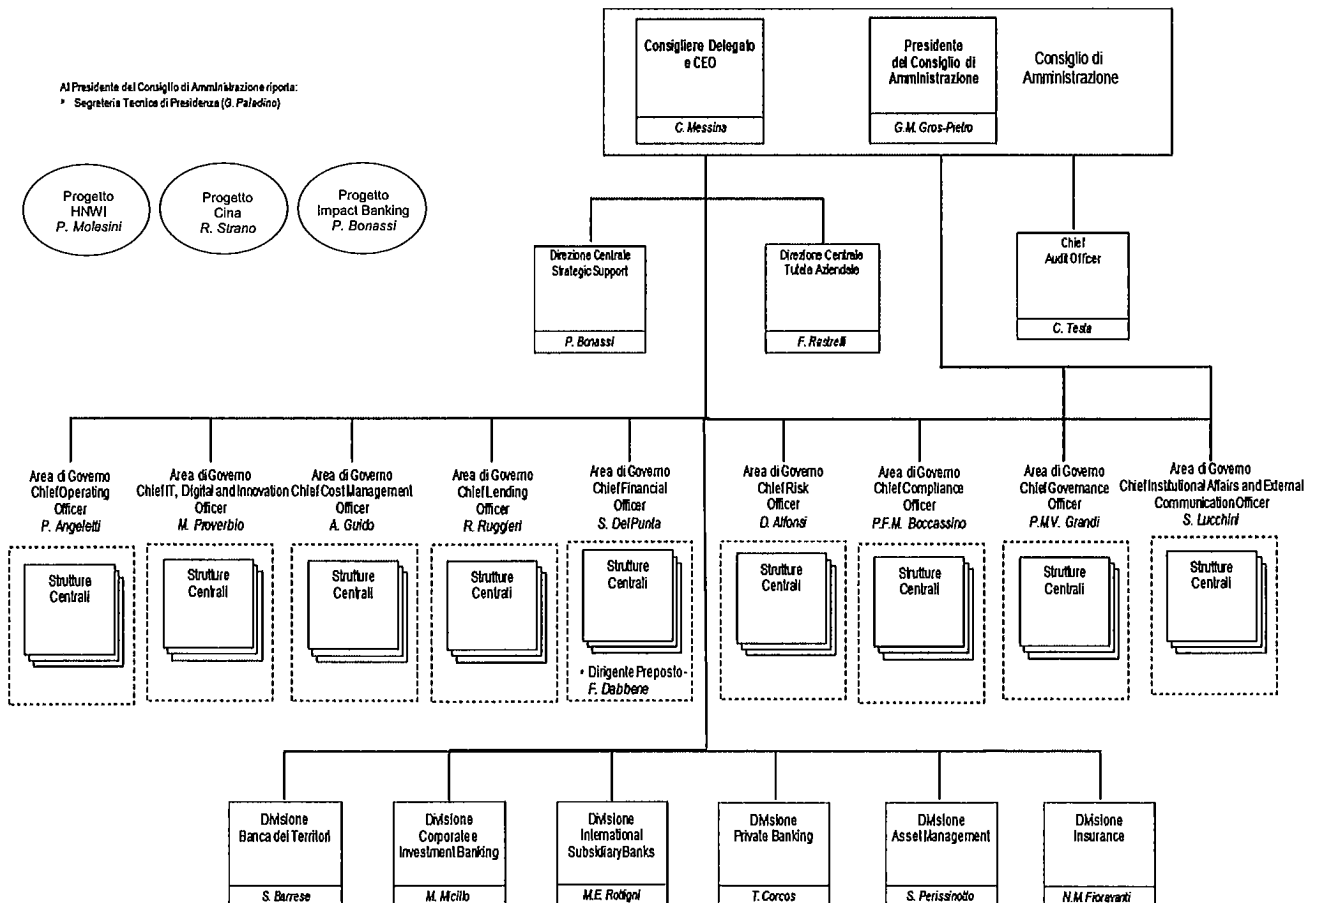 Consigliere Delegato
e CEO
C. Messina
Presidente
del Consiglio di
Amministrazione
G.M. Gros-Pietro
Consiglio di
Amministrazione
Al Presidente del Consiglio di Amministrazione riporta:
• Segreteria Tecnica di Presidenza (G. Paladino)
Progetto
HNWI
P. Molesini
Progetto
Cina
R. Strano
Progetto
Impact Banking
P. Bonassi
Direzione Centrale
Strategic Support
P. Bonassi
Direzione Centrale
Tutela Aziendale
F. Rastrelli
Chief
Audit Officer
C. Testa
Area di Governo
Chief Operating
Officer
P. Angeletti
Area di Governo
Chief IT, Digital and Innovation
Officer
M. Proverbio
Area di Governo
Chief Cost Management
Officer
A. Guido
Area di Governo
Chief Lending
Officer
R. Ruggieri
Area di Governo
Chief Financial
Officer
S. Del Punta
Area di Governo
Chief Risk
Officer
D. Alfonsi
Area di Governo
Chief Compliance
Officer
P.F.M. Boccassino
Area di Governo
Chief Governance
Officer
P.M.V. Grandi
Area di Governo
Chief Institutional Affairs and External
Communication Officer
S. Lucchini
Strutture
Centrali
Strutture
Centrali
Strutture
Centrali
Strutture
Centrali
Strutture
Centrali
• Dirigente Preposto -
F. Dabbene
Strutture
Centrali
Strutture
Centrali
Strutture
Centrali
Strutture
Centrali
Divisione
Banca dei Territori
S. Barrese
Divisione
Corporate e
Investment Banking
M. Micillo
Divisione
International
Subsidiary Banks
M.E. Rottigni
Divisione
Private Banking
T. Corcos
Divisione
Asset Management
S. Perissinotto
Divisione
Insurance
N.M. Fioravanti